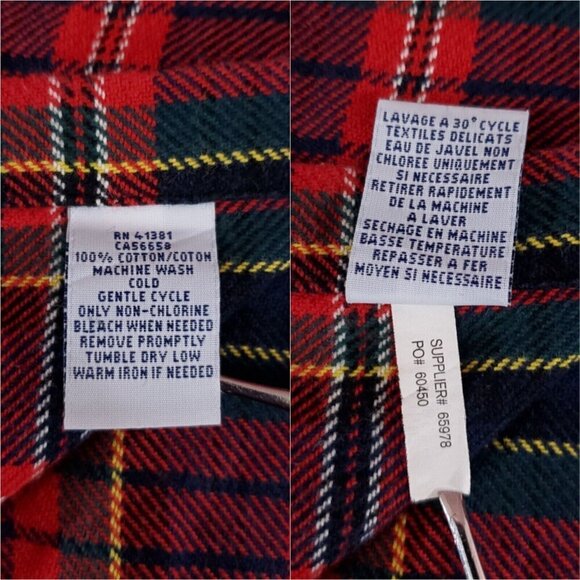 RN 41381
CA56658
100% COTTON/COTON
MACHINE WASH
COLD
GENTLE CYCLE
ONLY NON-CHLORINE
BLEACH WHEN NEEDED
REMOVE PROMPTLY
TUMBLE DRY LOW
WARM IRON IF NEEDED
LAVAGE A 30° CYCLE
TEXTILES DELICATS
EAU DE JAVEL NON
CHLOREE UNIQUEMENT
SI NECESSAIRE
RETIRER RAPIDEMENT
DE LA MACHINE
A LAVER
SECHAGE EN MACHINE
BASSE TEMPERATURE
REPASSER A FER
MOYEN SI NECESSAIRE
SUPPLIER# 65978
PO# 60450